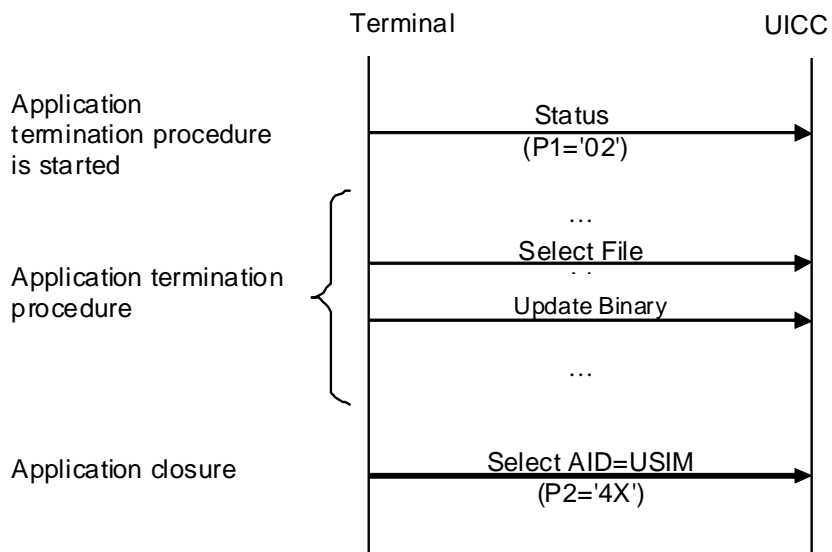 Terminal
UICC
Application
termination procedure
is started
Status
(P1='02')
...
Select File
. .
Application termination
procedure
Update Binary
...
Application closure
Select AID=USIM
(P2='4X')